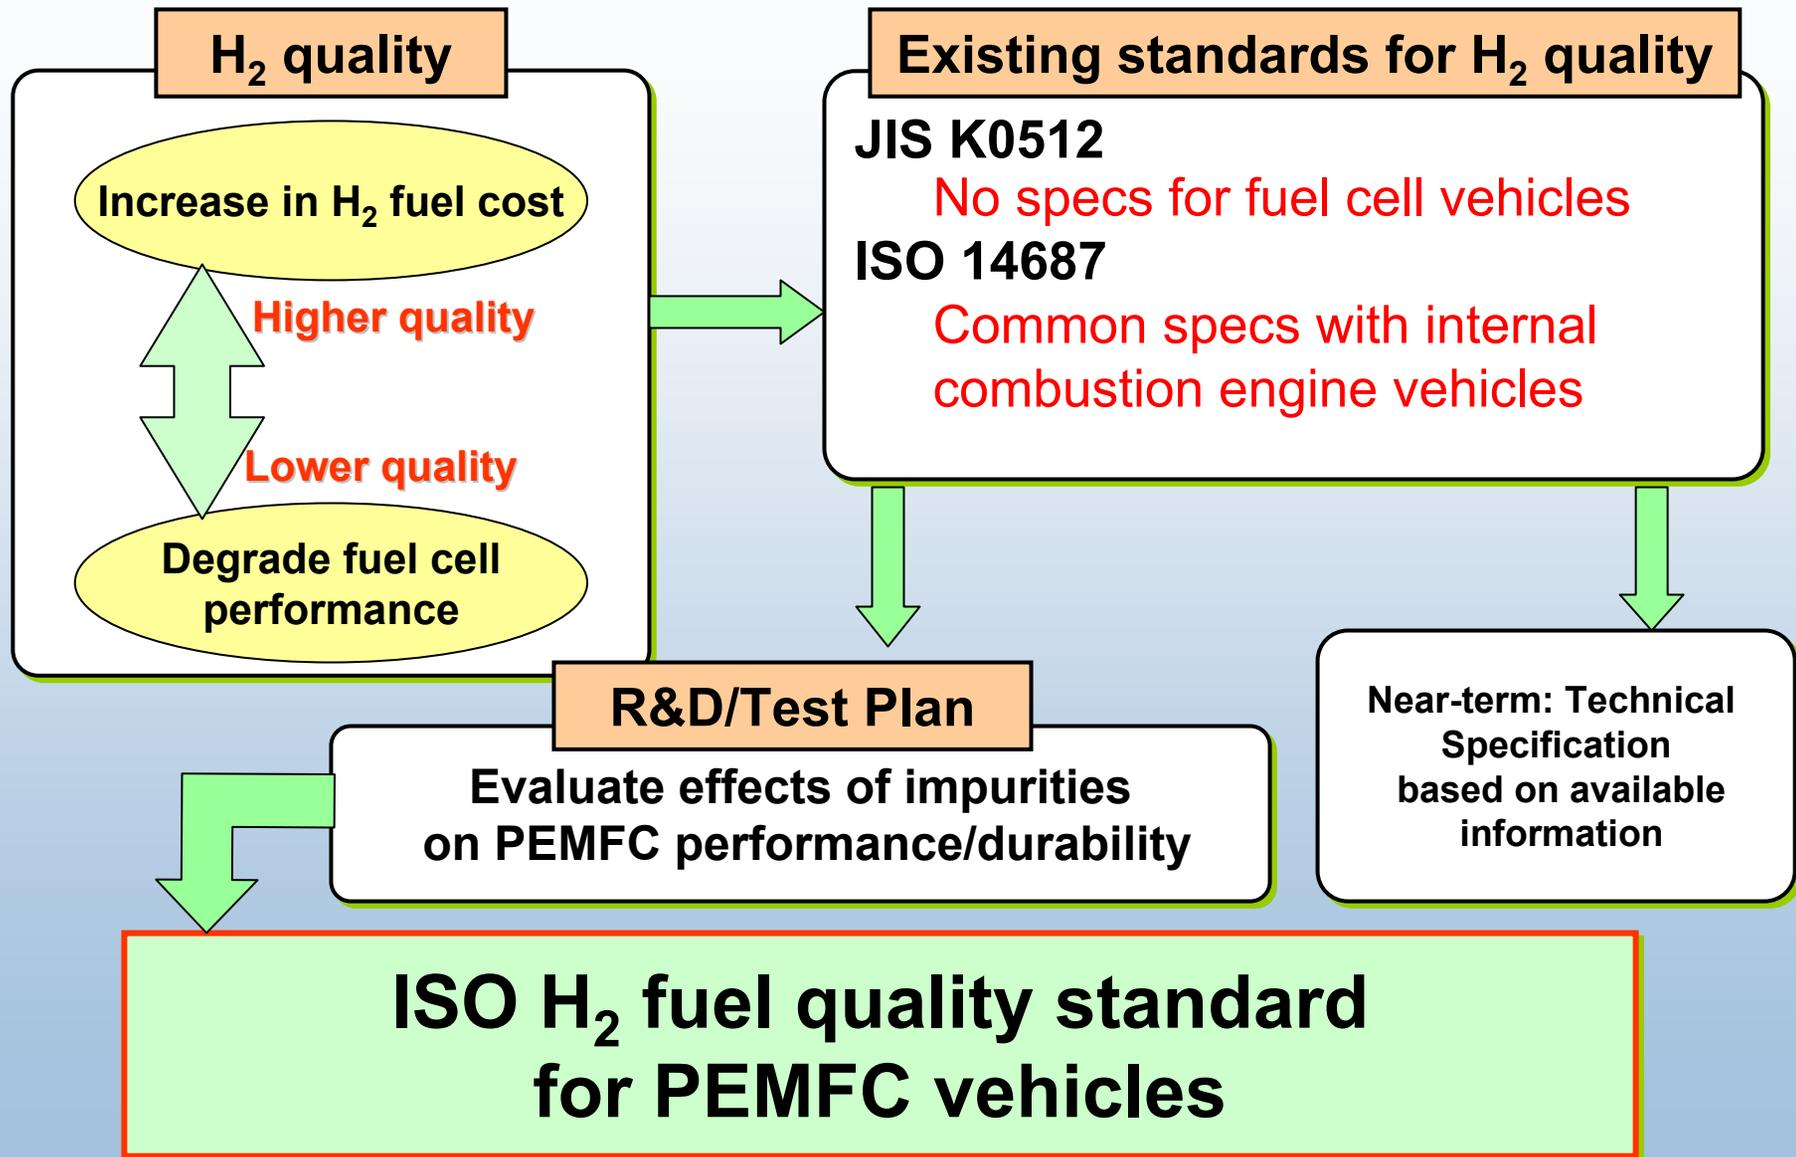 H₂ quality
Increase in H₂ fuel cost
Higher quality
Lower quality
Degrade fuel cell
performance
Existing standards for H₂ quality
JIS K0512
No specs for fuel cell vehicles
ISO 14687
Common specs with internal
combustion engine vehicles
R&D/Test Plan
Evaluate effects of impurities
on PEMFC performance/durability
Near-term: Technical
Specification
based on available
information
ISO H₂ fuel quality standard
for PEMFC vehicles